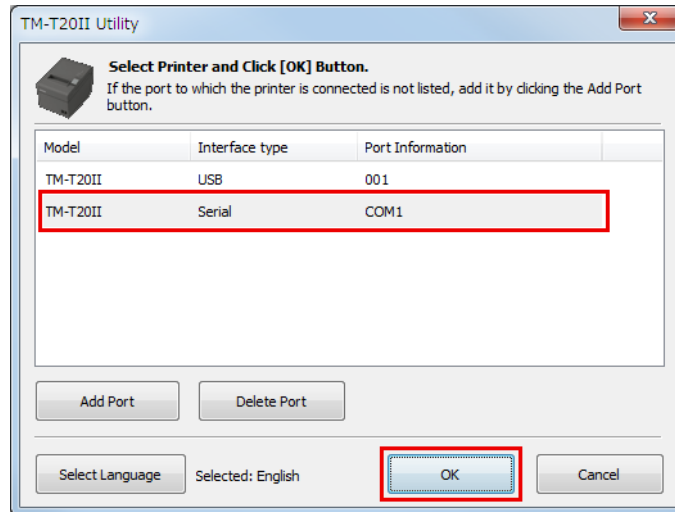 TM-T20II Utility
Select Printer and Click [OK] Button.
If the port to which the printer is connected is not listed, add it by clicking the Add Port
button.
Model Interface type Port Information
TM-T20II USB 001
TM-T20II Serial COM1
Add Port Delete Port
Select Language Selected: English OK Cancel